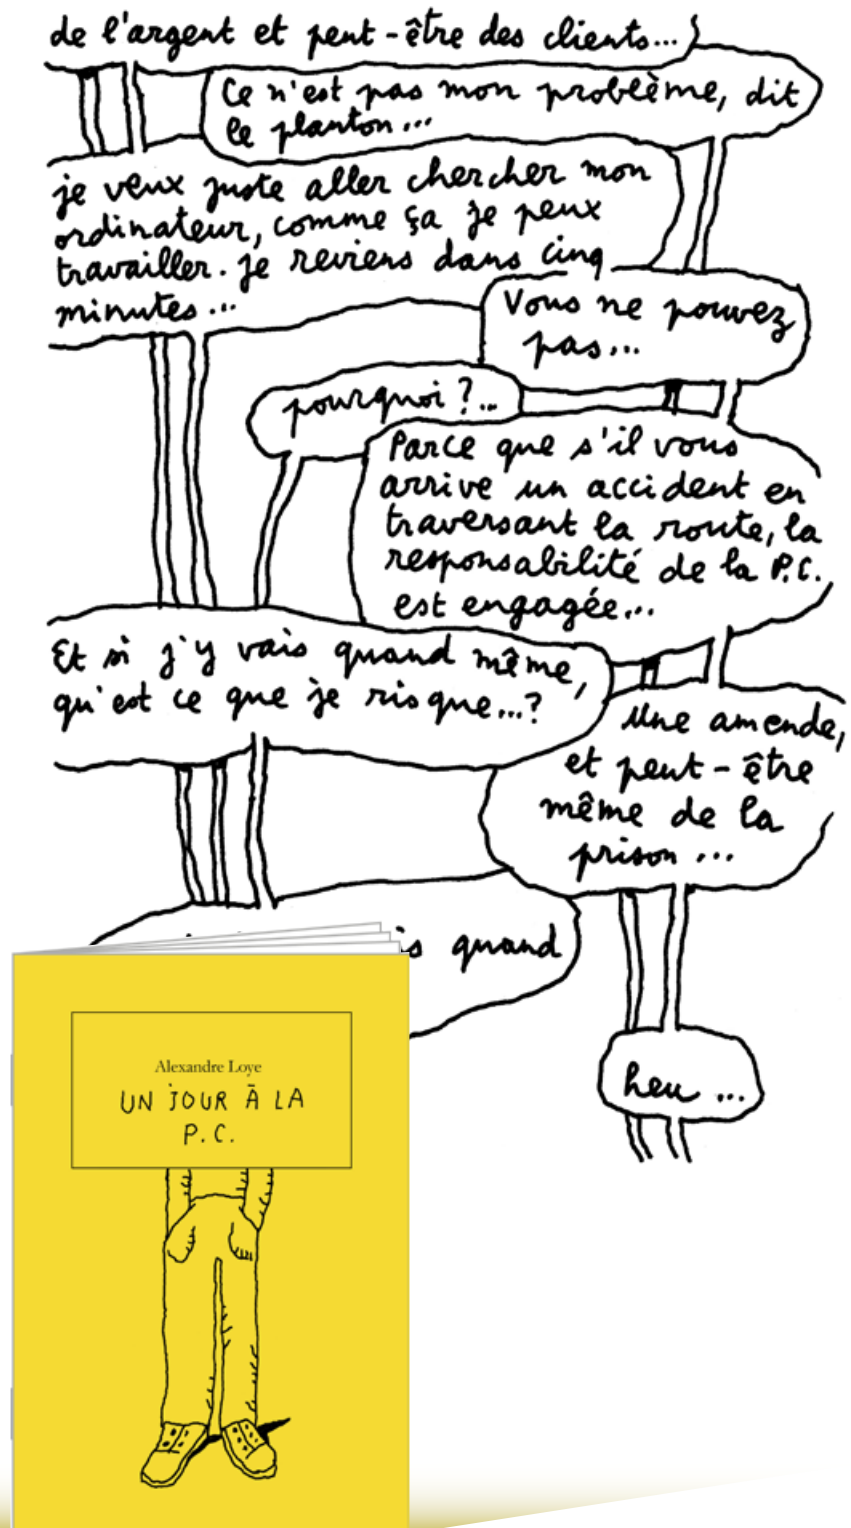 de l'argent et peut-être des clients...
Ce n'est pas mon problème, dit
le planton...
je veux juste aller chercher mon
ordinateur, comme ça je peux
travailler. je reviens dans cinq
minutes...
Vous ne pouvez
pas...
pourquoi ?...
Parce que s'il vous
arrive un accident en
traversant la route, la
responsabilité de la P.C.
est engagée...
Et si j'y vais quand même,
qu'est ce que je risque...?
Une amende,
et peut-être
même de la
prison...
quand
heu...
Alexandre Loye
UN JOUR À LA
P.C.